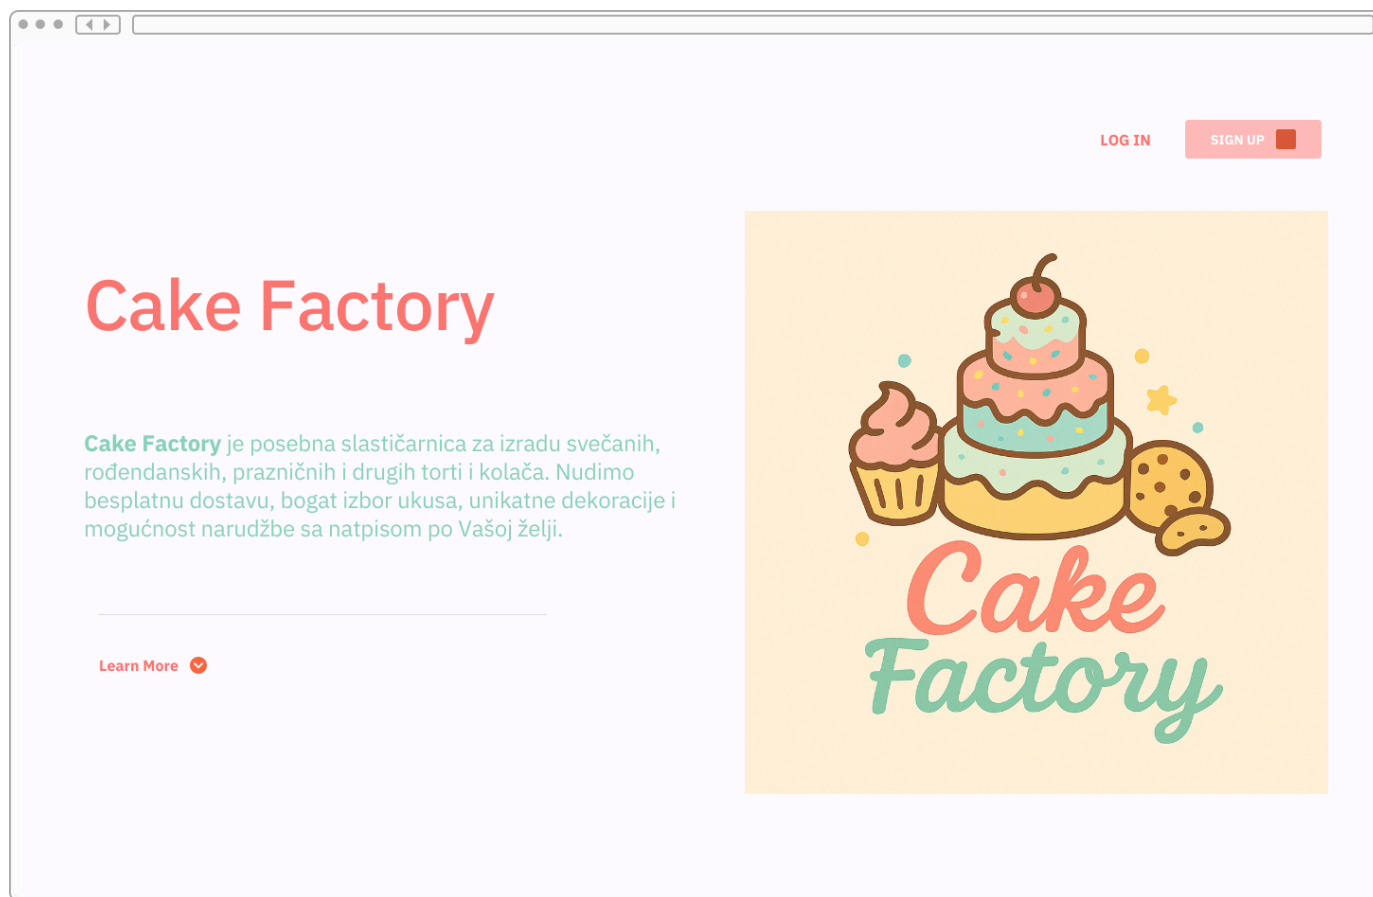 LOG IN
SIGN UP
Cake Factory
Cake Factory je posebna slastičarnica za izradu svečanih,
rođendanskih, prazničnih i drugih torti i kolača. Nudimo
besplatnu dostavu, bogat izbor ukusa, unikatne dekoracije i
mogućnost narudžbe sa natpisom po Vašoj želji.
Learn More
Cake
Factory